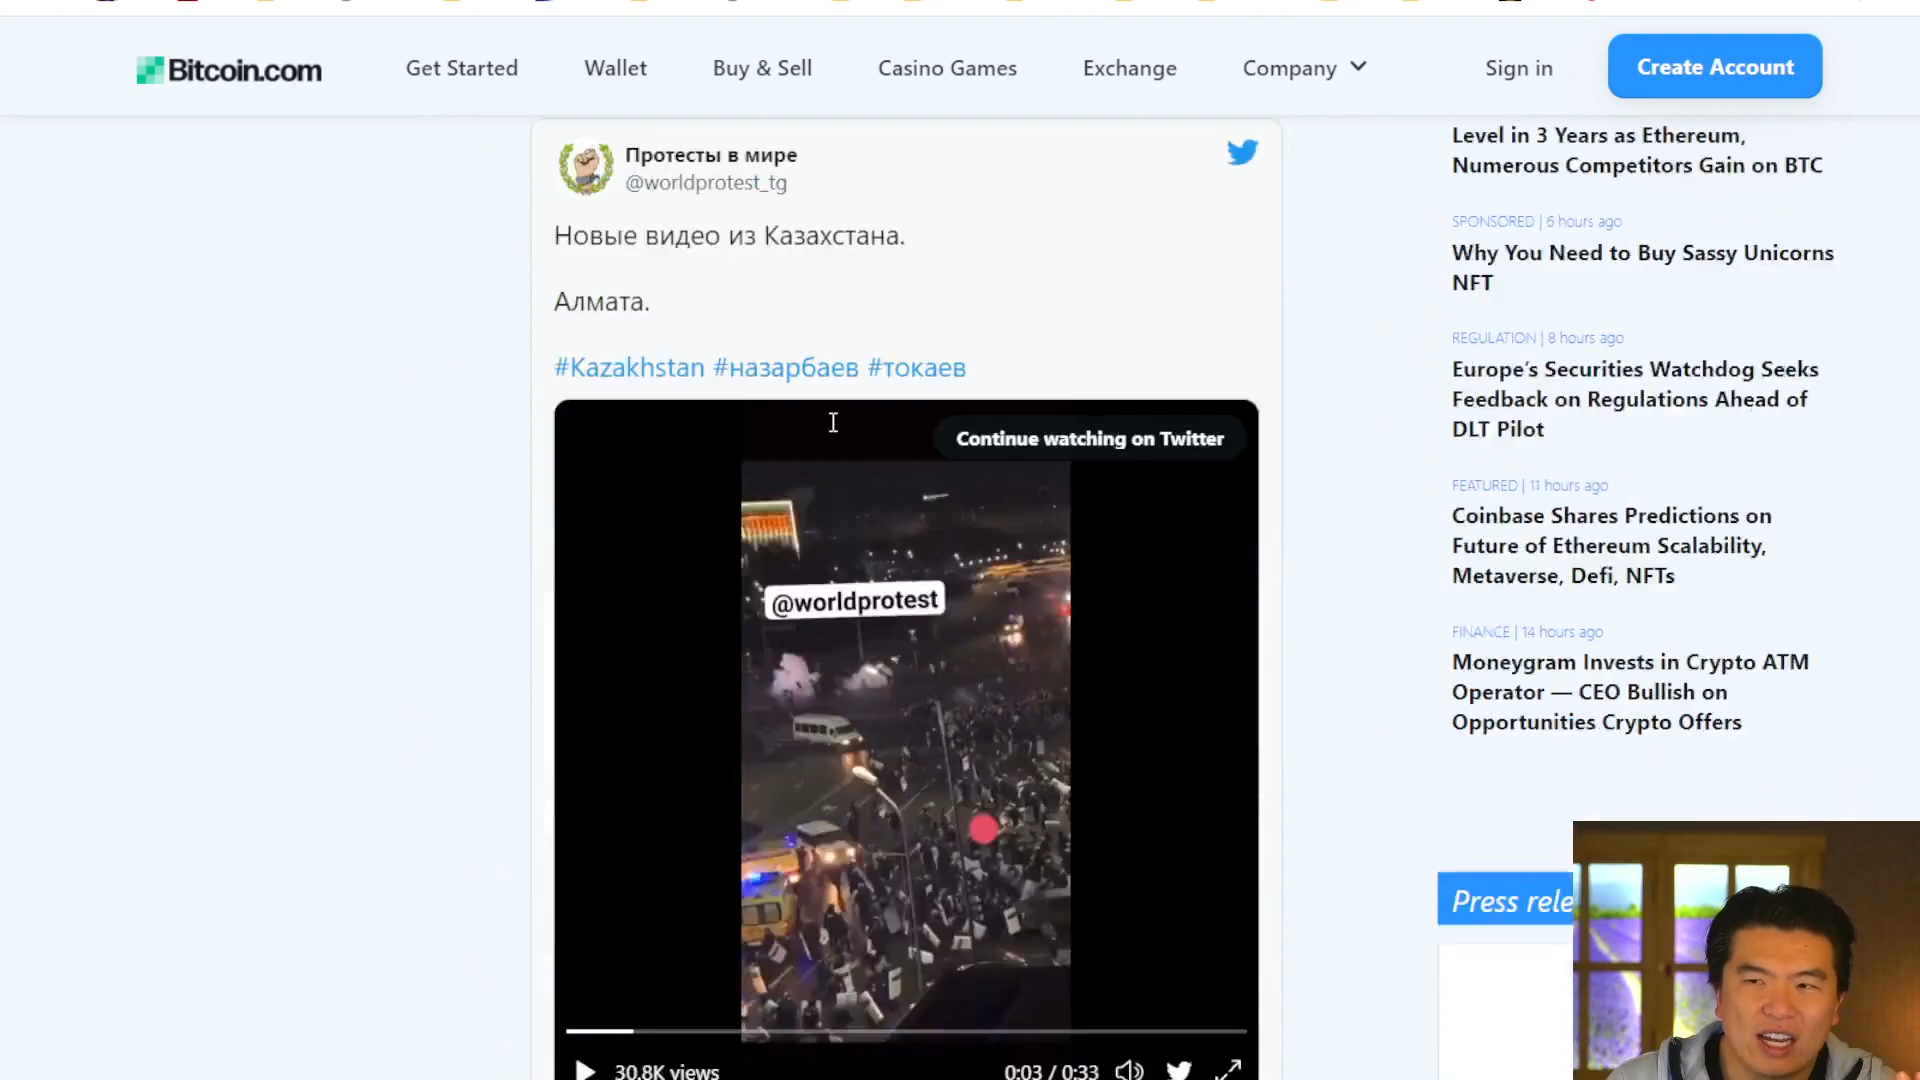 Bitcoin.com
Get Started
Wallet
Buy & Sell
Casino Games
Exchange
Company
Sign in
Create Account
Протесты в мире
@worldprotest_tg
Новые видео из Казахстана.
Алмата.
#Kazakhstan #назарбаев #токаев
Continue watching on Twitter
@worldprotest
30.8K views
0:03 / 0:33
Level in 3 Years as Ethereum,
Numerous Competitors Gain on BTC
SPONSORED | 6 hours ago
Why You Need to Buy Sassy Unicorns
NFT
REGULATION | 8 hours ago
Europe’s Securities Watchdog Seeks
Feedback on Regulations Ahead of
DLT Pilot
FEATURED | 11 hours ago
Coinbase Shares Predictions on
Future of Ethereum Scalability,
Metaverse, Defi, NFTs
FINANCE | 14 hours ago
Moneygram Invests in Crypto ATM
Operator — CEO Bullish on
Opportunities Crypto Offers
Press rele